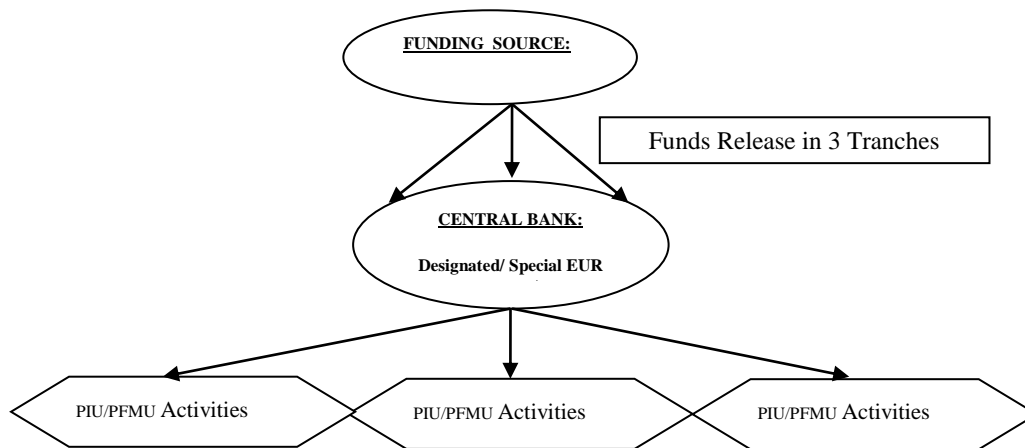 FUNDING SOURCE:
Funds Release in 3 Tranches
CENTRAL BANK:
Designated/ Special EUR
PIU/PFMU Activities
PIU/PFMU Activities
PIU/PFMU Activities